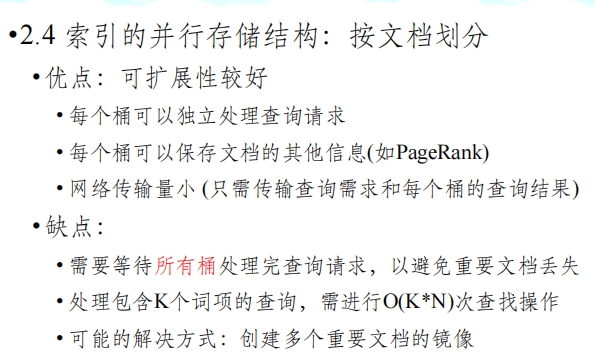 •2.4 索引的并行存储结构：按文档划分
•优点：可扩展性较好
•每个桶可以独立处理查询请求
•每个桶可以保存文档的其他信息(如PageRank)
•网络传输量小 (只需传输查询需求和每个桶的查询结果)
•缺点：
•需要等待所有桶处理完查询请求，以避免重要文档丢失
•处理包含K个词项的查询，需进行O(K*N)次查找操作
•可能的解决方式：创建多个重要文档的镜像